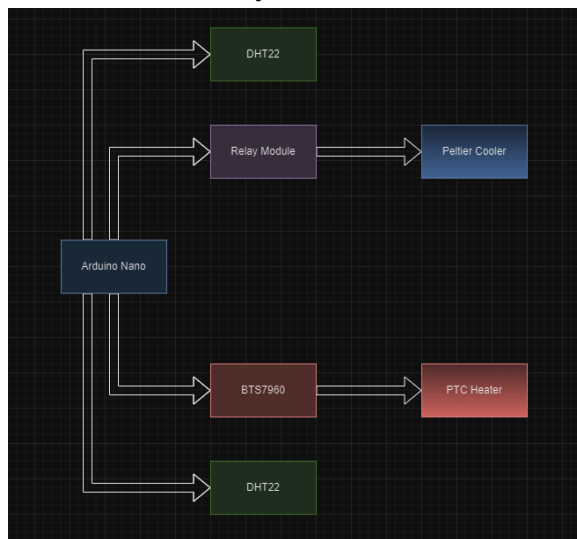 DHT22
Relay Module
Peltier Cooler
Arduino Nano
BTS7960
PTC Heater
DHT22